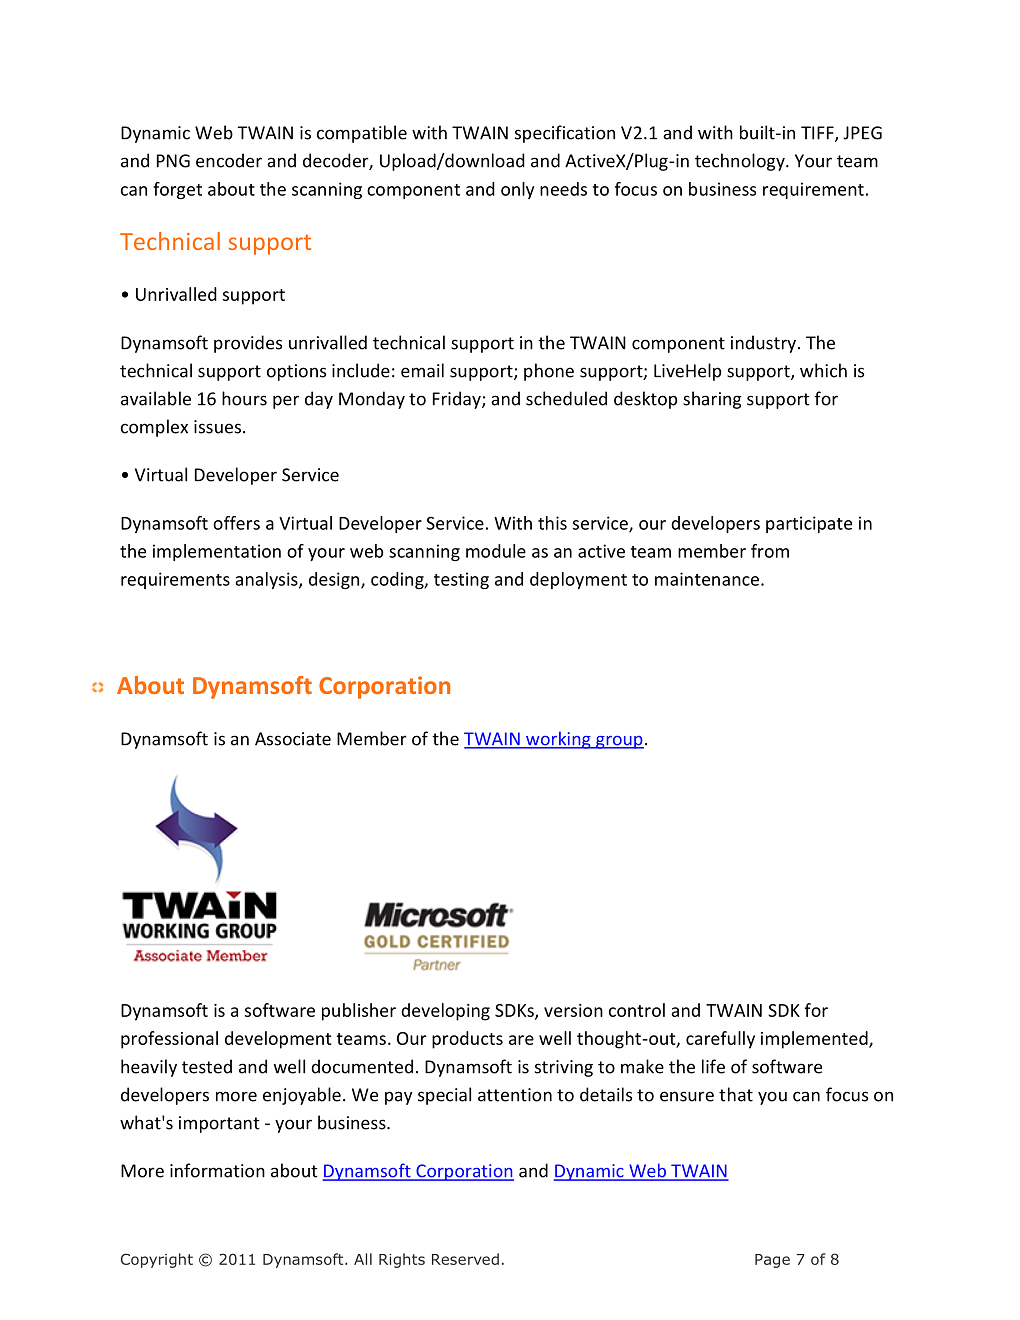 Dynamic Web TWAIN is compatible with TWAIN specification V2.1 and with built-in TIFF, JPEG
and PNG encoder and decoder, Upload/download and ActiveX/Plug-in technology. Your team
can forget about the scanning component and only needs to focus on business requirement.
Technical support
• Unrivalled support
Dynamsoft provides unrivalled technical support in the TWAIN component industry. The
technical support options include: email support; phone support; LiveHelp support, which is
available 16 hours per day Monday to Friday; and scheduled desktop sharing support for
complex issues.
• Virtual Developer Service
Dynamsoft offers a Virtual Developer Service. With this service, our developers participate in
the implementation of your web scanning module as an active team member from
requirements analysis, design, coding, testing and deployment to maintenance.
About Dynamsoft Corporation
Dynamsoft is an Associate Member of the TWAIN working group.
TWAiN
WORKING GROUP
Associate Member
Microsoft
GOLD CERTIFIED
Partner
Dynamsoft is a software publisher developing SDKs, version control and TWAIN SDK for
professional development teams. Our products are well thought-out, carefully implemented,
heavily tested and well documented. Dynamsoft is striving to make the life of software
developers more enjoyable. We pay special attention to details to ensure that you can focus on
what's important - your business.
More information about Dynamsoft Corporation and Dynamic Web TWAIN
Copyright © 2011 Dynamsoft. All Rights Reserved. Page 7 of 8